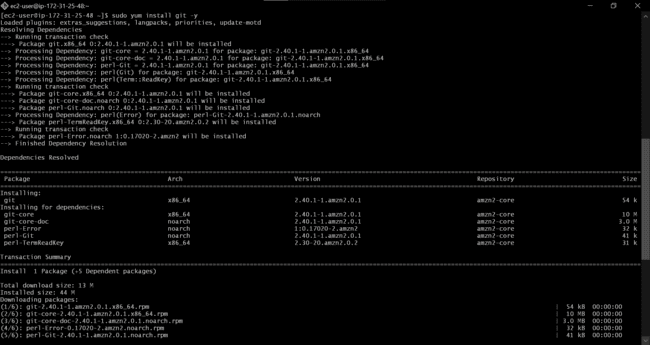 ec2-user@ip-172-31-25-48:~
[ec2-user@ip-172-31-25-48 ~]$ sudo yum install git -y
Loaded plugins: extras_suggestions, langpacks, priorities, update-motd
Resolving Dependencies
--> Running transaction check
---> Package git.x86_64 0:2.40.1-1.amzn2.0.1 will be installed
--> Processing Dependency: git-core = 2.40.1-1.amzn2.0.1 for package: git-2.40.1-1.amzn2.0.1.x86_64
--> Processing Dependency: git-core-doc = 2.40.1-1.amzn2.0.1 for package: git-2.40.1-1.amzn2.0.1.x86_64
--> Processing Dependency: perl-Git = 2.40.1-1.amzn2.0.1 for package: git-2.40.1-1.amzn2.0.1.x86_64
--> Processing Dependency: perl(Git) for package: git-2.40.1-1.amzn2.0.1.x86_64
--> Processing Dependency: perl(Term::ReadKey) for package: git-2.40.1-1.amzn2.0.1.x86_64
--> Running transaction check
---> Package git-core.x86_64 0:2.40.1-1.amzn2.0.1 will be installed
---> Package git-core-doc.noarch 0:2.40.1-1.amzn2.0.1 will be installed
---> Package perl-Git.noarch 0:2.40.1-1.amzn2.0.1 will be installed
--> Processing Dependency: perl(Error) for package: perl-Git-2.40.1-1.amzn2.0.1.noarch
---> Package perl-TermReadKey.x86_64 0:2.30-20.amzn2.0.2 will be installed
--> Running transaction check
---> Package perl-Error.noarch 1:0.17020-2.amzn2 will be installed
--> Finished Dependency Resolution
Dependencies Resolved
Package Arch Version Repository Size
Installing:
git x86_64 2.40.1-1.amzn2.0.1 amzn2-core 54 k
Installing for dependencies:
git-core x86_64 2.40.1-1.amzn2.0.1 amzn2-core 10 M
git-core-doc noarch 2.40.1-1.amzn2.0.1 amzn2-core 3.0 M
perl-Error noarch 1:0.17020-2.amzn2 amzn2-core 32 k
perl-Git noarch 2.40.1-1.amzn2.0.1 amzn2-core 41 k
perl-TermReadKey x86_64 2.30-20.amzn2.0.2 amzn2-core 31 k
Transaction Summary
Install 1 Package (+5 Dependent packages)
Total download size: 13 M
Installed size: 44 M
Downloading packages:
(1/6): git-2.40.1-1.amzn2.0.1.x86_64.rpm | 54 kB 00:00:00
(2/6): git-core-2.40.1-1.amzn2.0.1.x86_64.rpm | 10 MB 00:00:00
(3/6): git-core-doc-2.40.1-1.amzn2.0.1.noarch.rpm | 3.0 MB 00:00:00
(4/6): perl-Error-0.17020-2.amzn2.noarch.rpm | 32 kB 00:00:00
(5/6): perl-Git-2.40.1-1.amzn2.0.1.noarch.rpm | 41 kB 00:00:00